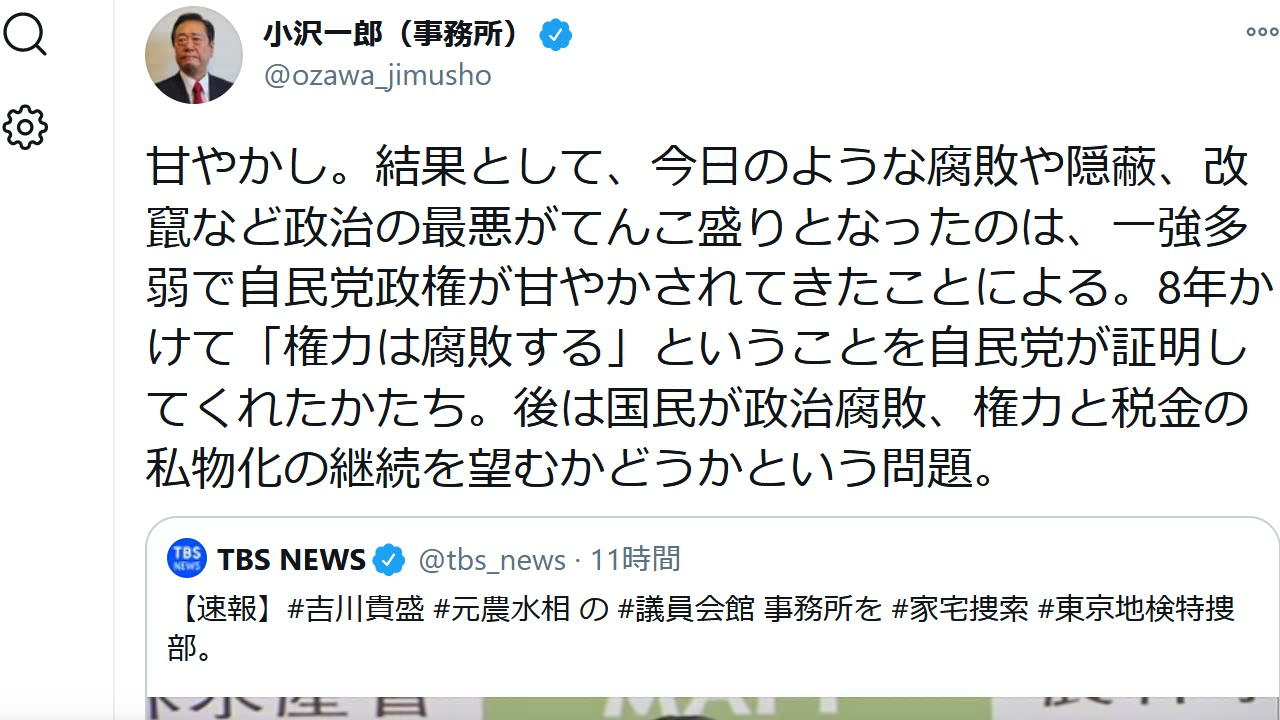 小沢一郎（事務所）
@ozawa_jimusho
甘やかし。結果として、今日のような腐敗や隠蔽、改
竄など政治の最悪がてんこ盛りとなったのは、一強多
弱で自民党政権が甘やかされてきたことによる。8年か
けて「権力は腐敗する」ということを自民党が証明し
てくれたかたち。後は国民が政治腐敗、権力と税金の
私物化の継続を望むかどうかという問題。
TBS NEWS
TBS NEWS @tbs_news · 11時間
【速報】#吉川貴盛 #元農水相 の #議員会館 事務所を #家宅捜索 #東京地検特捜
部。